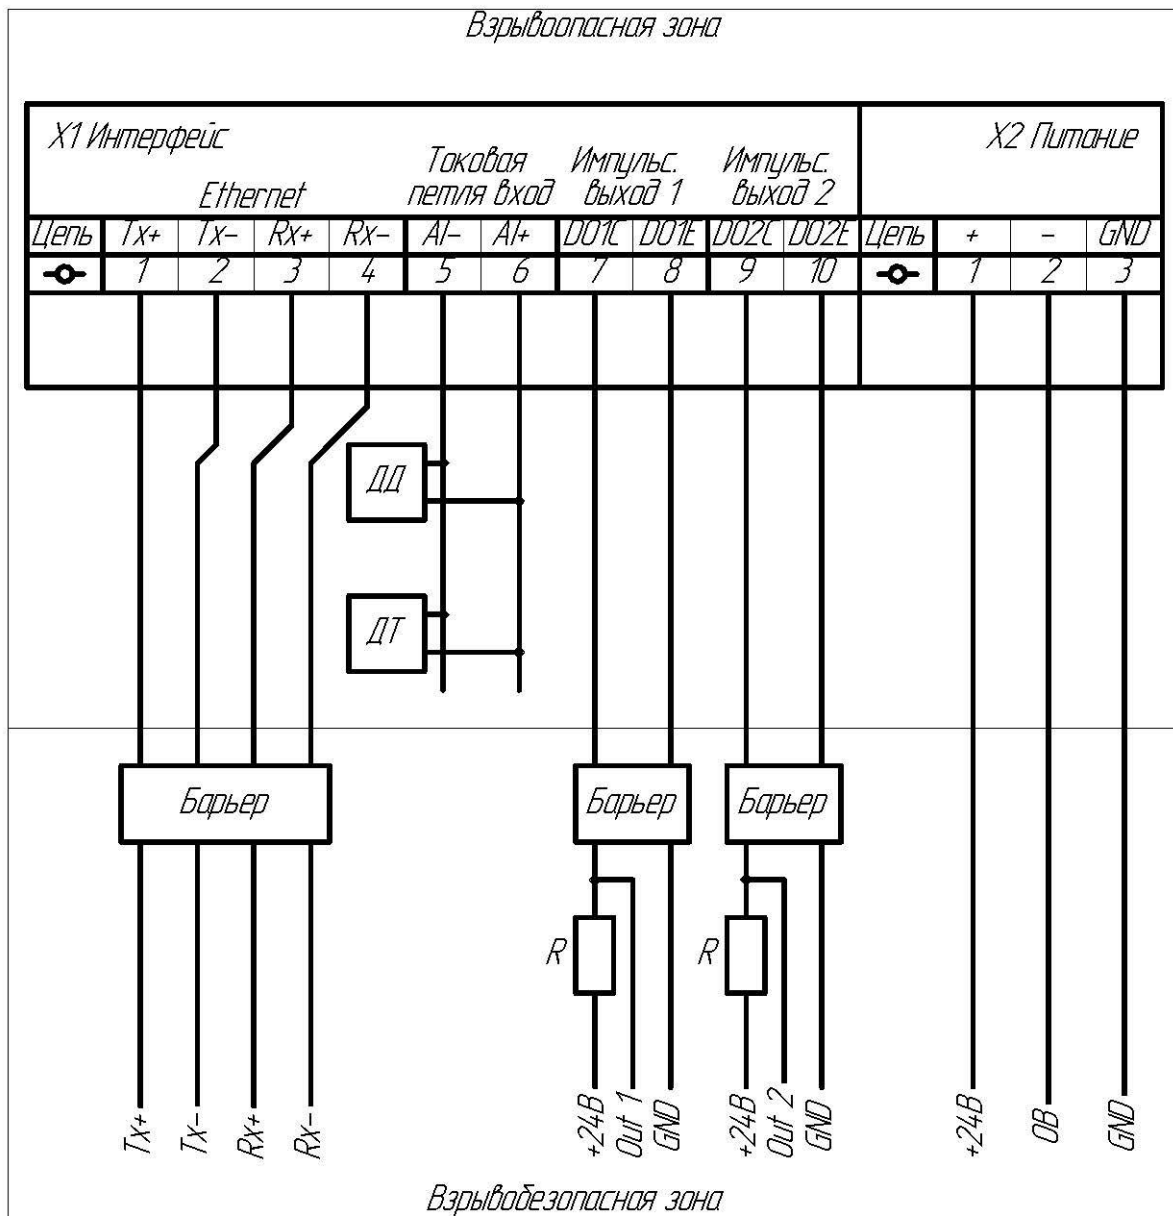 Взрывоопасная зона
X1 Интерфейс
X2 Питание
Ethernet
Токовая
петля вход
Импульс.
выход 1
Импульс.
выход 2
Цепь Tx+ Tx- Rx+ Rx- AI- AI+ DO1C DO1E DO2C DO2E Цепь + - GND
1 2 3 4 5 6 7 8 9 10 1 2 3
ДД
ДТ
Барьер Барьер Барьер
R R
Tx+ Tx- Rx+ Rx- +24В Out 1 GND +24В Out 2 GND +24В 0В GND
Взрывобезопасная зона